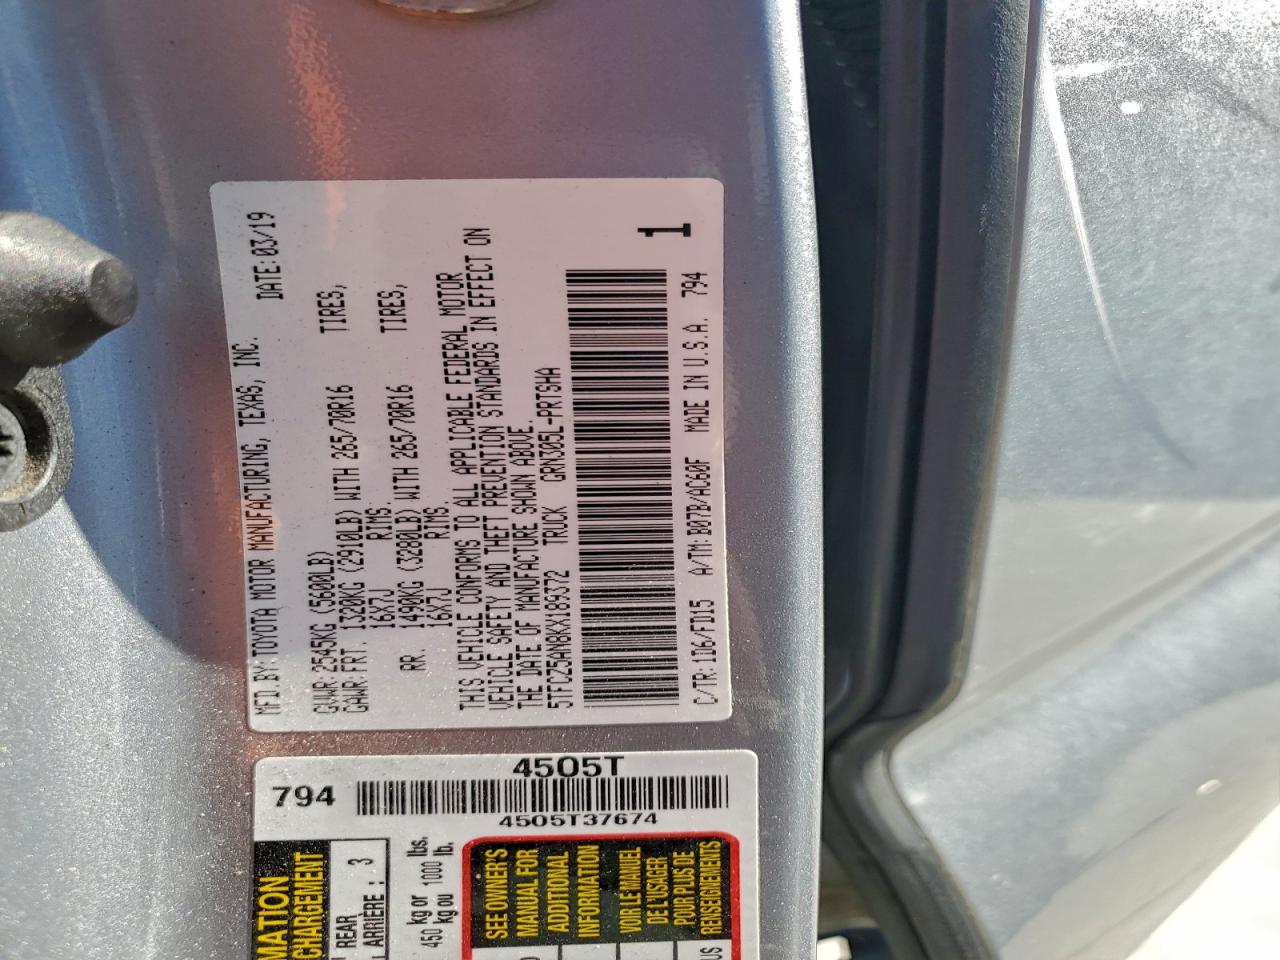 MFD BY: TOYOTA MOTOR MANUFACTURING, TEXAS, INC. DATE: 03/19
GVWR: 2545KG (5600LB)
GAWR: FRT. 1320KG (2910LB) WITH 265/70R16 TIRES,
16X7J RIMS.
RR. 1490KG (3280LB) WITH 265/70R16 TIRES,
16X7J RIMS.
THIS VEHICLE CONFORMS TO ALL APPLICABLE FEDERAL MOTOR
VEHICLE SAFETY AND THEFT PREVENTION STANDARDS IN EFFECT ON
THE DATE OF MANUFACTURE SHOWN ABOVE.
5TFCZ5AN8KX189372 TRUCK GRN305L-PRTSHA
1
C/TR: 1D6/FD15 A/TM: B07B/AC60F MADE IN U.S.A. 794
4505T
794
4505T37674
MATION
CHARGEMENT
REAR
ARRIÈRE : 3
450 kg or lbs.
kg ou 1000 lb.
SEE OWNER'S
MANUAL FOR
ADDITIONAL
INFORMATION
VOIR LE MANUEL
DE L'USAGER
POUR PLUS DE
RENSEIGNEMENTS